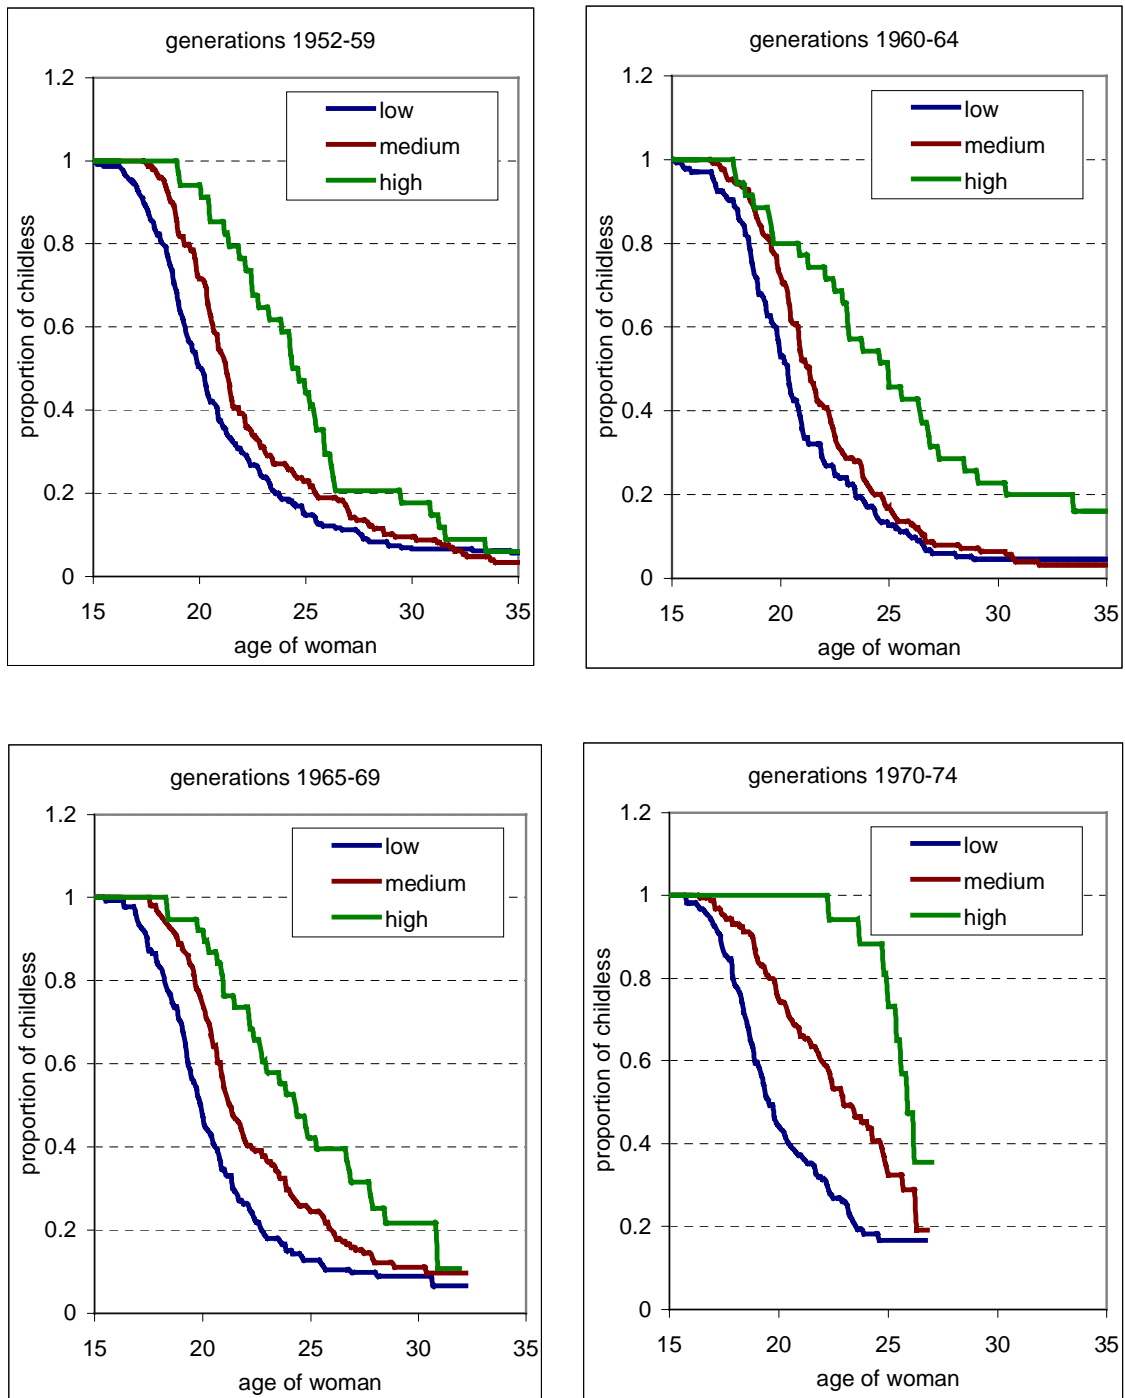 generations 1952-59
1.2
1
0.8
0.6
0.4
0.2
0
proportion of childless
low
medium
high
15 20 25 30 35
age of woman
generations 1960-64
1.2
1
0.8
0.6
0.4
0.2
0
proportion of childless
low
medium
high
15 20 25 30 35
age of woman
generations 1965-69
1.2
1
0.8
0.6
0.4
0.2
0
proportion of childless
low
medium
high
15 20 25 30 35
age of woman
generations 1970-74
1.2
1
0.8
0.6
0.4
0.2
0
proportion of childless
low
medium
high
15 20 25 30 35
age of woman